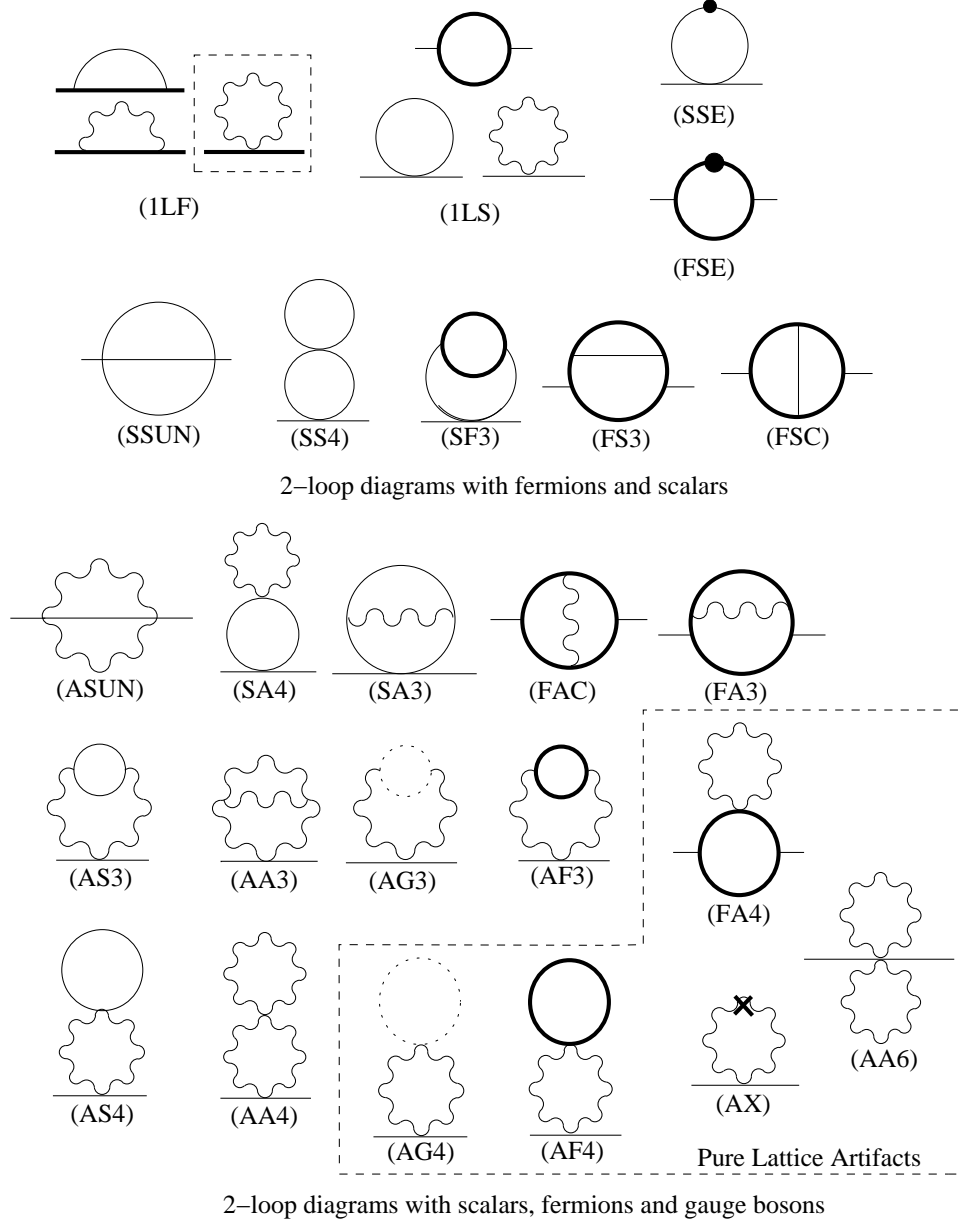 (SSE)
(1LF)
(1LS)
(FSE)
(SSUN)
(SS4)
(SF3)
(FS3)
(FSC)
2−loop diagrams with fermions and scalars
(ASUN)
(SA4)
(SA3)
(FAC)
(FA3)
(AS3)
(AA3)
(AG3)
(AF3)
(FA4)
(AS4)
(AA4)
(AG4)
(AF4)
(AX)
(AA6)
Pure Lattice Artifacts
2−loop diagrams with scalars, fermions and gauge bosons